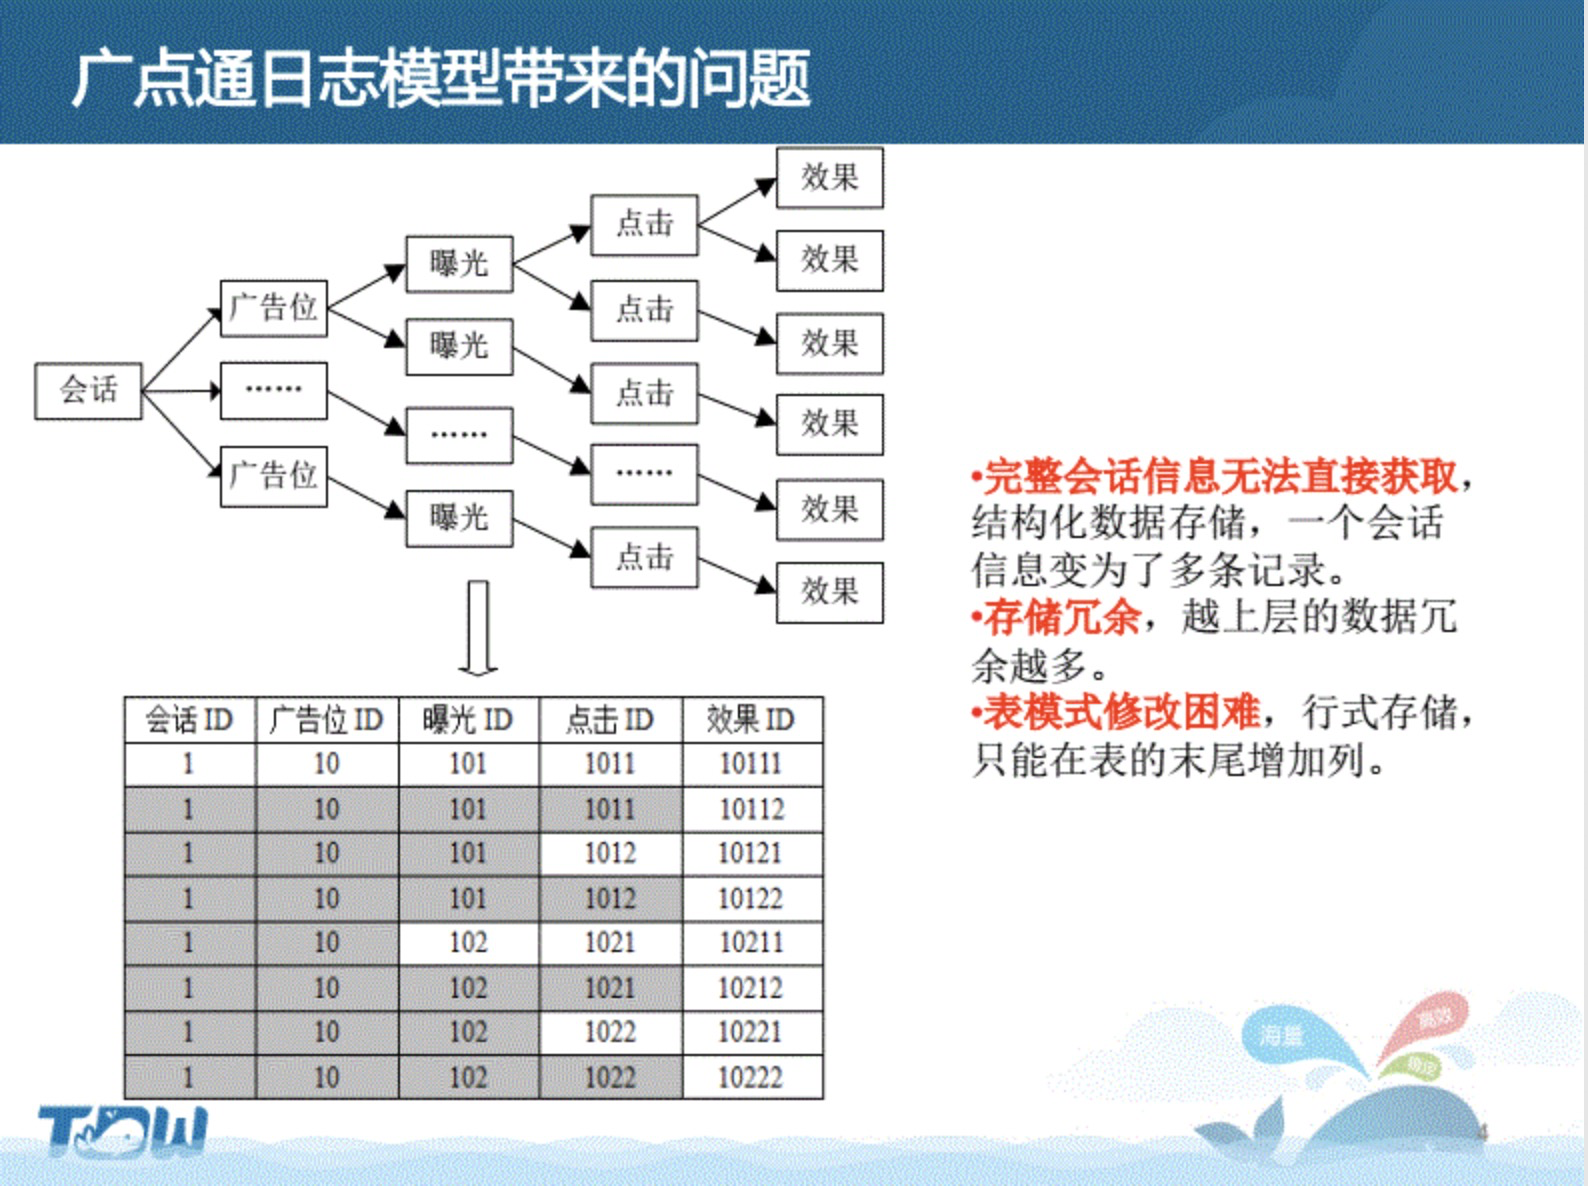 广点通日志模型带来的问题
会话
广告位
……
广告位
曝光
曝光
……
曝光
点击
点击
点击
……
点击
效果
效果
效果
效果
效果
效果
会话 ID 广告位 ID 曝光 ID 点击 ID 效果 ID
1 10 101 1011 10111
1 10 101 1011 10112
1 10 101 1012 10121
1 10 101 1012 10122
1 10 102 1021 10211
1 10 102 1021 10212
1 10 102 1022 10221
1 10 102 1022 10222
•完整会话信息无法直接获取，
结构化数据存储，一个会话
信息变为了多条记录。
•存储冗余，越上层的数据冗
余越多。
•表模式修改困难，行式存储，
只能在表的末尾增加列。
海量
高效
TDW
4